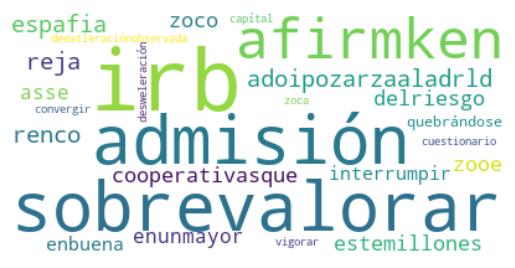 capítal
espafia zoco afirmken
deeatleraciónobservada
reja irb adoipozarzaaladrld
asse desweleración zoca delriesgo
convergir quebrándose
renco admisión cuestionario
cooperativasque interrumpir zooe
sobrevalorar
enbuena enunmayor vigorar estemillones